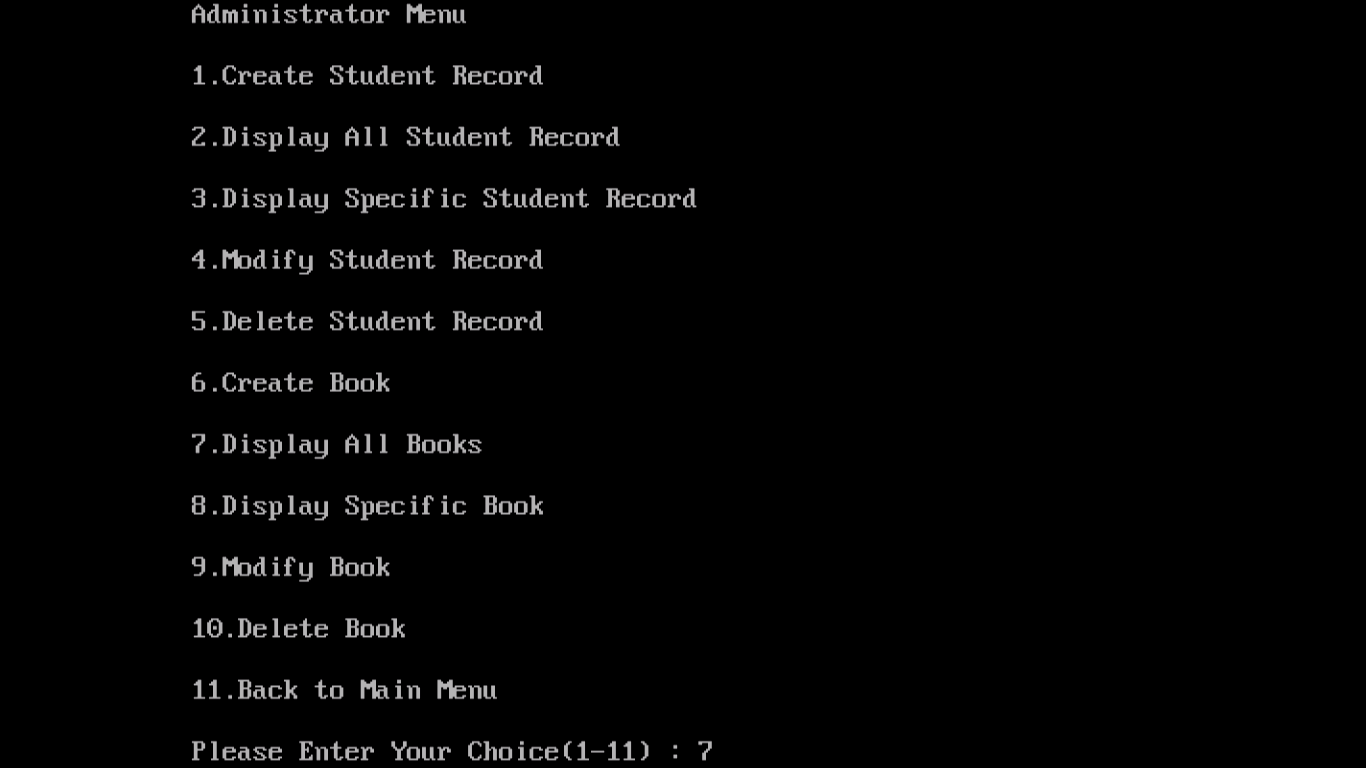 Administrator Menu
1.Create Student Record
2.Display All Student Record
3.Display Specific Student Record
4.Modify Student Record
5.Delete Student Record
6.Create Book
7.Display All Books
8.Display Specific Book
9.Modify Book
10.Delete Book
11.Back to Main Menu
Please Enter Your Choice(1-11) : 7